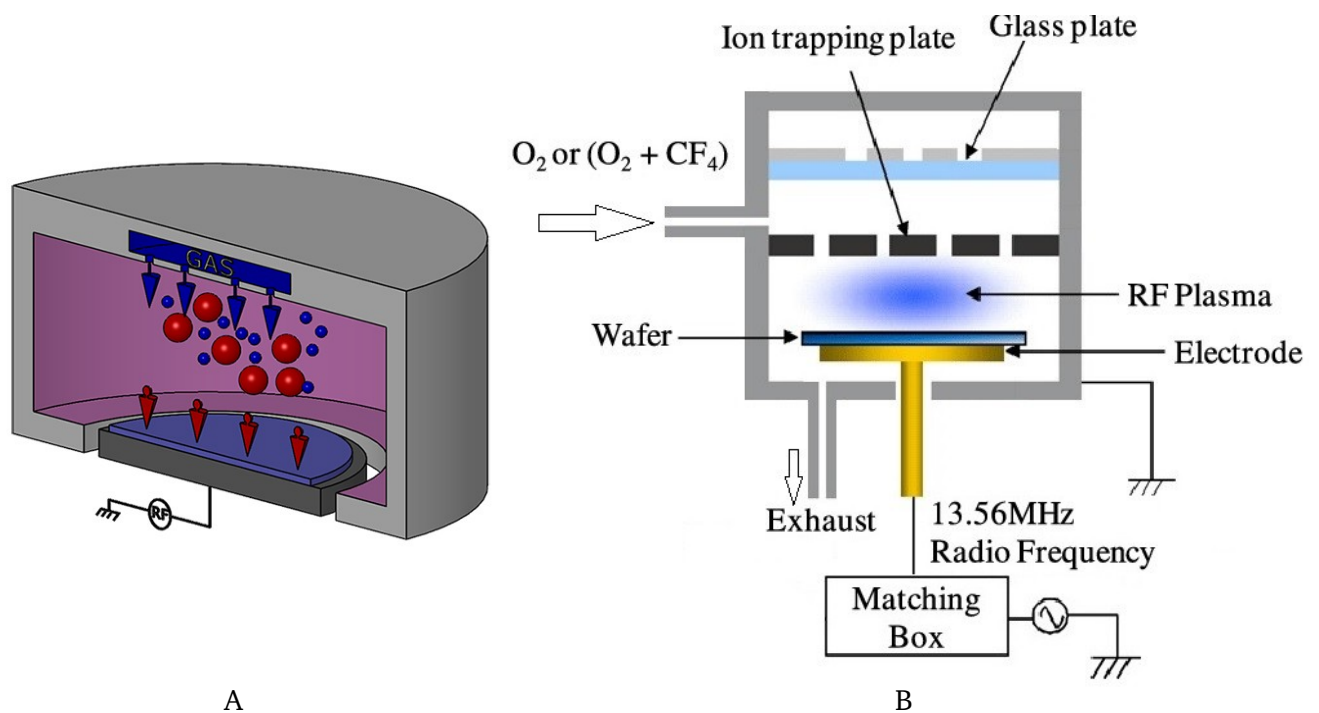 GAS
RF
A
Ion trapping plate
Glass plate
O₂ or (O₂ + CF₄)
RF Plasma
Wafer
Electrode
Exhaust
13.56MHz
Radio Frequency
Matching
Box
B